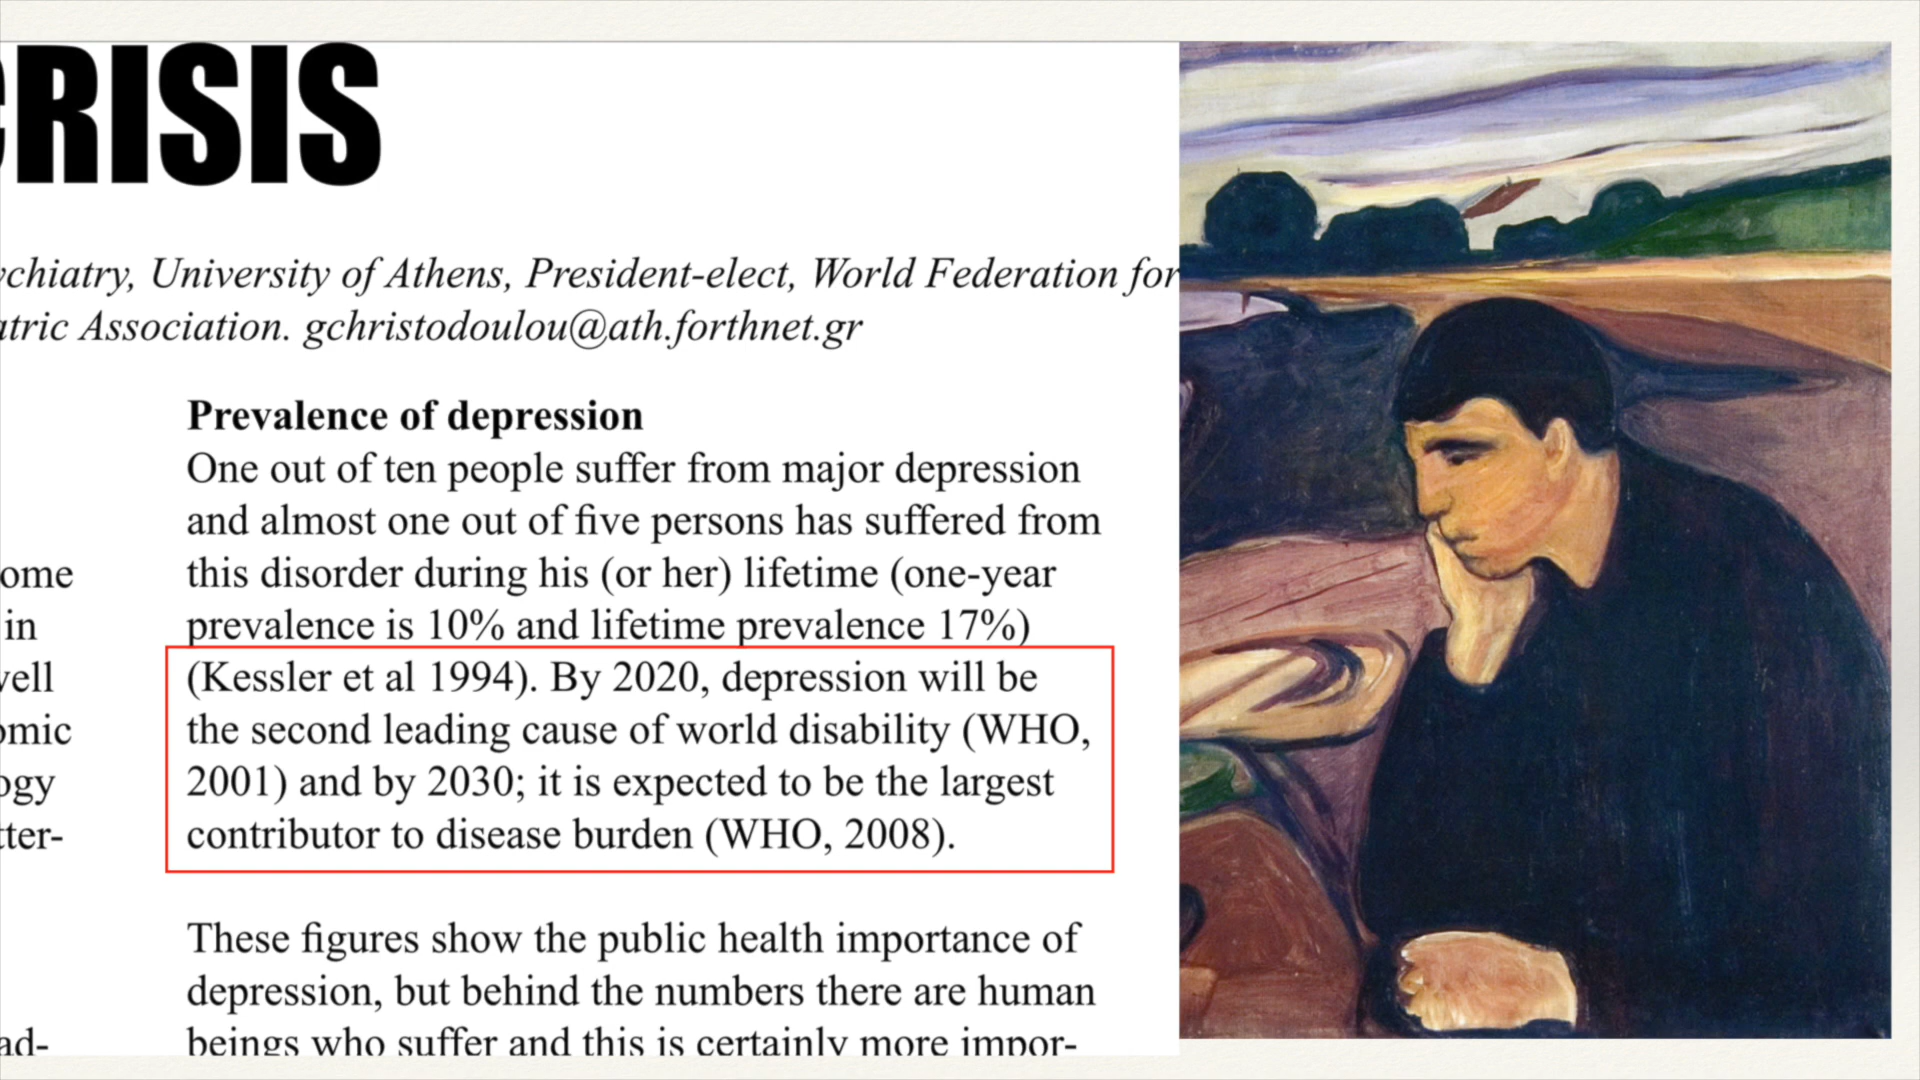 CRISIS
ychiatry, University of Athens, President-elect, World Federation for
atric Association. gchristodoulou@ath.forthnet.gr
ome
in
vell
omic
ogy
tter-
ad-
Prevalence of depression
One out of ten people suffer from major depression
and almost one out of five persons has suffered from
this disorder during his (or her) lifetime (one-year
prevalence is 10% and lifetime prevalence 17%)
(Kessler et al 1994). By 2020, depression will be
the second leading cause of world disability (WHO,
2001) and by 2030; it is expected to be the largest
contributor to disease burden (WHO, 2008).
These figures show the public health importance of
depression, but behind the numbers there are human
beings who suffer and this is certainly more impor-